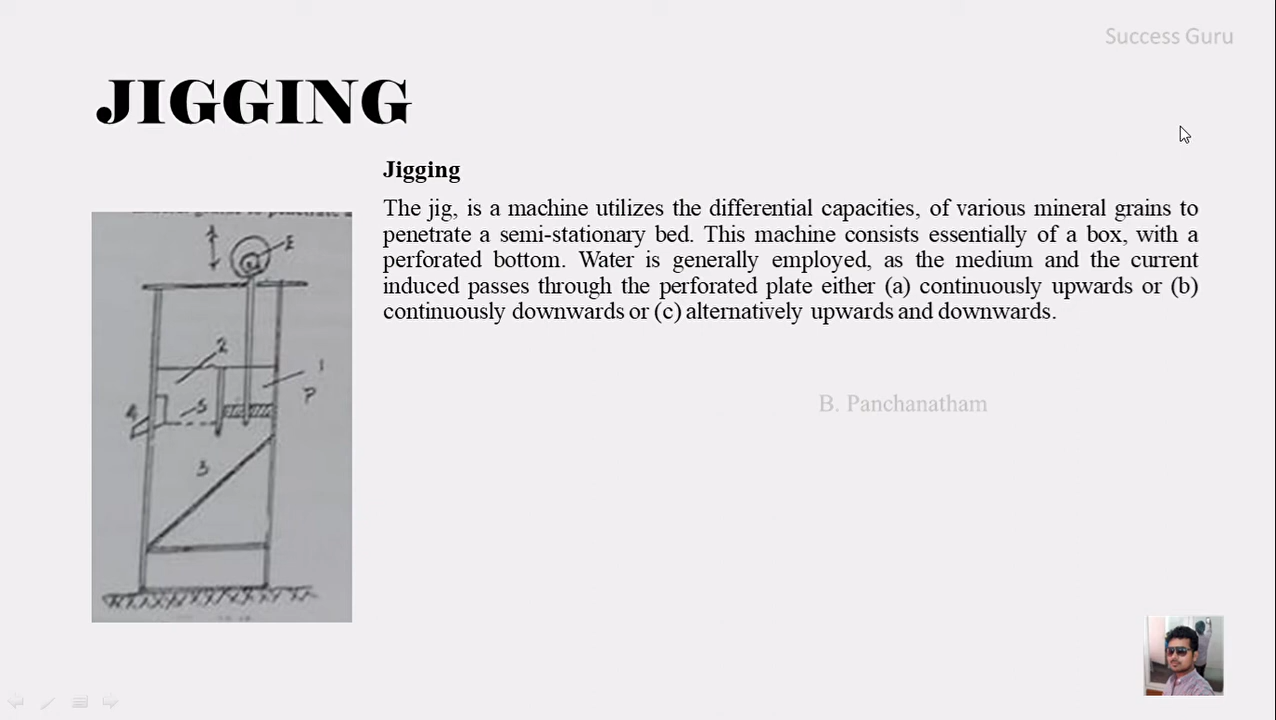 Success Guru
JIGGING
Jigging
The jig, is a machine utilizes the differential capacities, of various mineral grains to
penetrate a semi-stationary bed. This machine consists essentially of a box, with a
perforated bottom. Water is generally employed, as the medium and the current
induced passes through the perforated plate either (a) continuously upwards or (b)
continuously downwards or (c) alternatively upwards and downwards.
E
2
1
P
4
5
3
B. Panchanatham